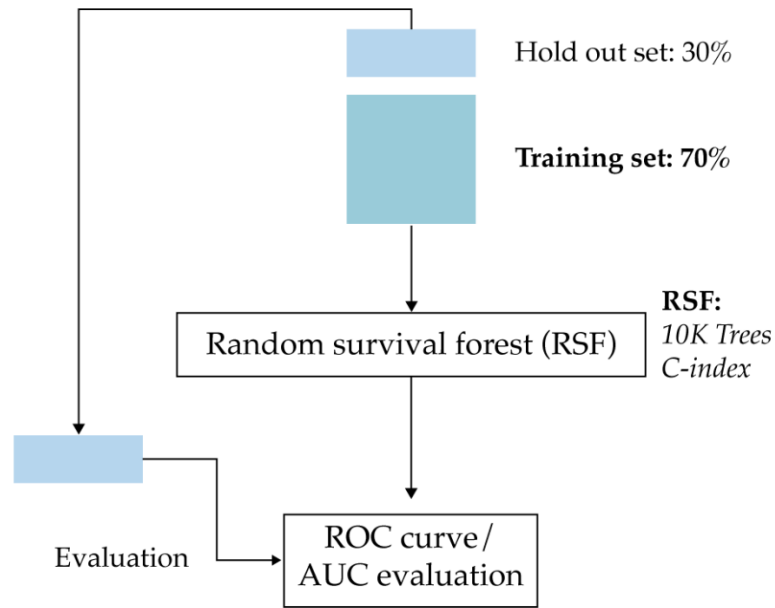 Hold out set: 30%
Training set: 70%
Random survival forest (RSF)
RSF:
10K Trees
C-index
Evaluation
ROC curve/
AUC evaluation